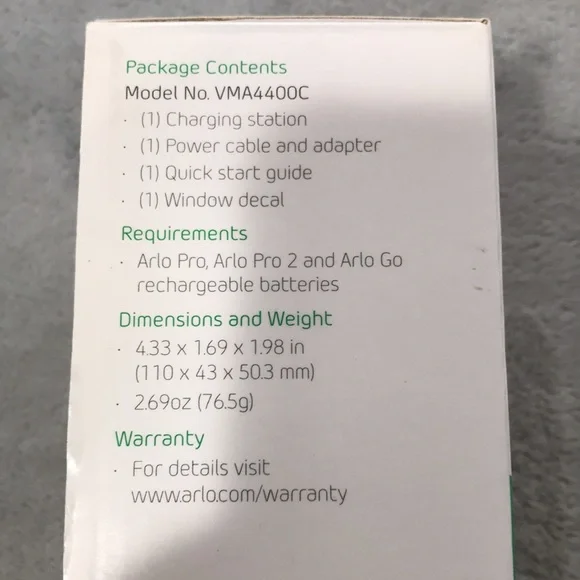 Package Contents
Model No. VMA4400C
· (1) Charging station
· (1) Power cable and adapter
· (1) Quick start guide
· (1) Window decal
Requirements
· Arlo Pro, Arlo Pro 2 and Arlo Go
rechargeable batteries
Dimensions and Weight
· 4.33 x 1.69 x 1.98 in
(110 x 43 x 50.3 mm)
· 2.69oz (76.5g)
Warranty
· For details visit
www.arlo.com/warranty